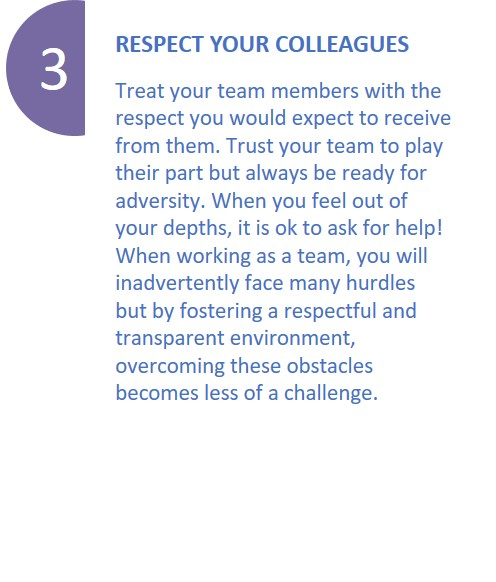 3
RESPECT YOUR COLLEAGUES
Treat your team members with the
respect you would expect to receive
from them. Trust your team to play
their part but always be ready for
adversity. When you feel out of
your depths, it is ok to ask for help!
When working as a team, you will
inadvertently face many hurdles
but by fostering a respectful and
transparent environment,
overcoming these obstacles
becomes less of a challenge.